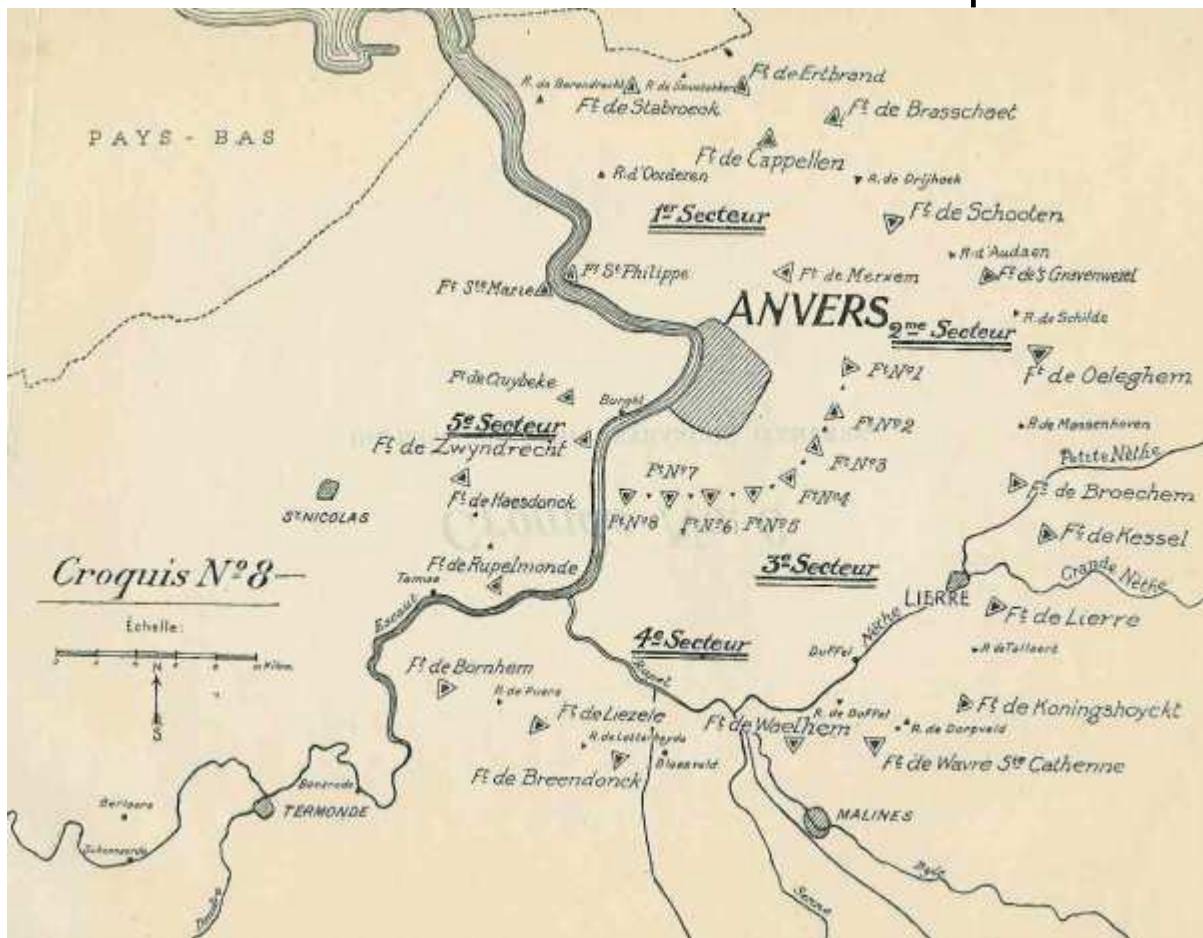 R. de Berendrecht
R. de Smoutakker
Ft de Ertbrand
Ft de Stabroeck
Ft de Brasschaet
PAYS - BAS
Ft de Cappellen
R. d'Oorderen
R. de Drijhoek
1er Secteur
Ft de Schooten
R. d'Audaen
Ft St Philippe
Ft de Merxem
Ft de s'Gravenwezel
Ft Ste Marie
ANVERS
R. de Schilde
2me Secteur
Ft No 1
Ft de Oeleghem
Ft de Cruybeke
Burght
5e Secteur
Ft No 2
R. de Massenhoven
Ft de Zwyndrecht
Petite Nèthe
Ft No 3
Ft No 7
Ft de Haesdonck
Ft No 4
Ft de Broechem
St NICOLAS
Ft No 8
Ft No 6
Ft No 5
Ft de Kessel
Croquis No 8
Ft de Rupelmonde
3e Secteur
Grande Nèthe
Tamise
LIERRE
Échelle:
Escaut
Nèthe
Ft de Lierre
Kilom.
4e Secteur
N
Duffel
R. de Tallaert
Ft de Bornhem
Rupel
S
R. de Puers
R. de Duffel
Ft de Koningshoyckt
Ft de Liezele
Ft de Waelhem
R. de Dorpveld
R. de Letterheyde
Blaesveld
Ft de Breendonck
Ft de Wavre Ste Catherine
Baesrode
Berlaere
TERMONDE
MALINES
Schoonaerde
Dyle
Dendre
Senne